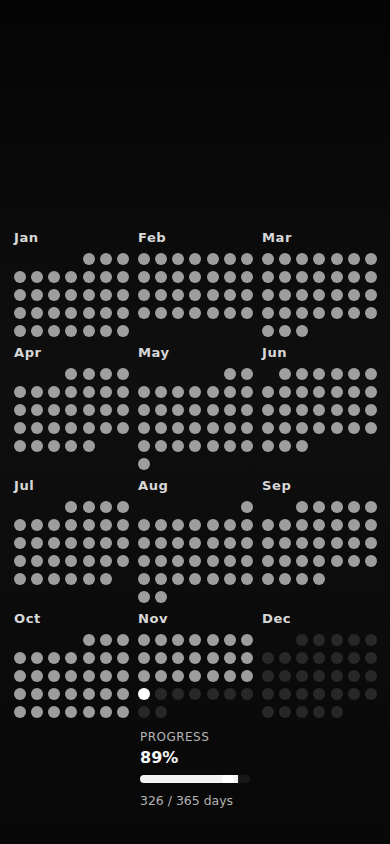 Jan Feb Mar
Apr May Jun
Jul Aug Sep
Oct Nov Dec
PROGRESS
89%
326 / 365 days